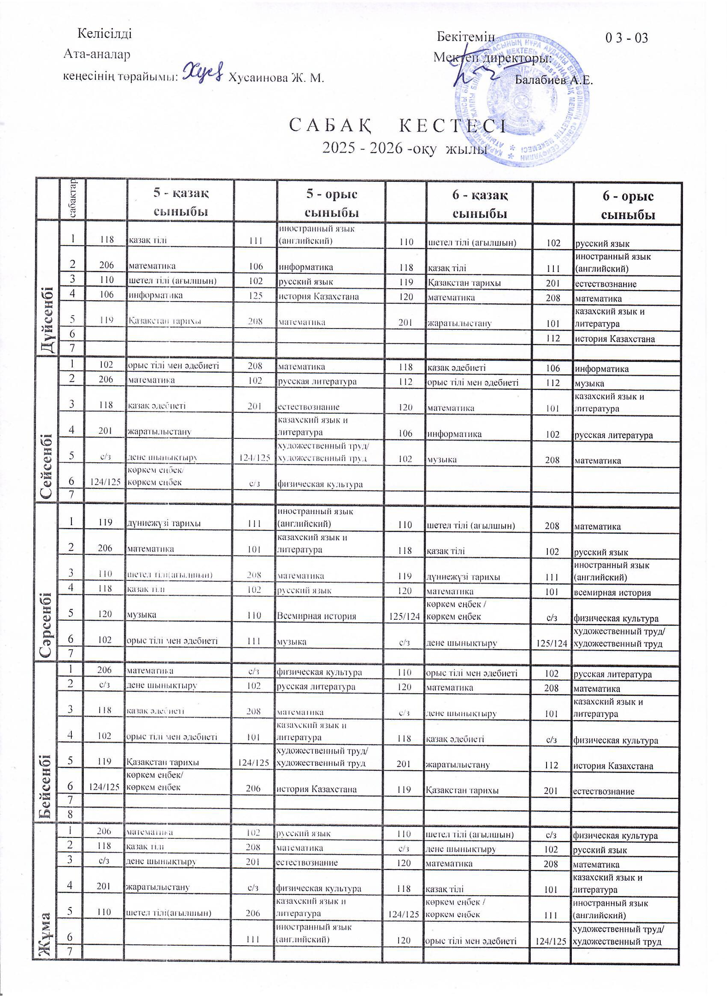 Келісілді
Бекітемін
0 3 - 03
Ата-аналар
Мектеп директоры:
кеңесінің төрайымы: Хусаинова Ж. М.
Балабиев А.Е.
САБАҚ КЕСТЕСІ
2025 - 2026 -оқу жылы
сабақтар 5 - қазақ сыныбы 5 - орыс сыныбы 6 - қазақ сыныбы 6 - орыс сыныбы
Дүйсенбі
1 118 қазақ тілі 111 иностранный язык (английский) 110 шетел тілі (ағылшын) 102 русский язык
2 206 математика 106 информатика 118 қазақ тілі 111 иностранный язык (английский)
3 110 шетел тілі (ағылшын) 102 русский язык 119 Қазақстан тарихы 201 естествознание
4 106 информатика 125 история Казахстана 120 математика 208 математика
5 119 Қазақстан тарихы 208 математика 201 жаратылыстану 101 казахский язык и литература
6 112 история Казахстана
7
Сейсенбі
1 102 орыс тілі мен әдебиеті 208 математика 118 қазақ әдебиеті 106 информатика
2 206 математика 102 русская литература 112 орыс тілі мен әдебиеті 112 музыка
3 118 қазақ әдебиеті 201 естествознание 120 математика 101 казахский язык и литература
4 201 жаратылыстану казахский язык и литература 106 информатика 102 русская литература
5 с/з дене шынықтыру 124/125 художественный труд/ художественный труд 102 музыка 208 математика
6 124/125 көркем еңбек/ көркем еңбек с/з физическая культура
7
Сәрсенбі
1 119 дүниежүзі тарихы 111 иностранный язык (английский) 110 шетел тілі (ағылшын) 208 математика
2 206 математика 101 казахский язык и литература 118 қазақ тілі 102 русский язык
3 110 шетел тілі(ағылшын) 208 математика 119 дүниежүзі тарихы 111 иностранный язык (английский)
4 118 қазақ тілі 102 русский язык 120 математика 101 всемирная история
5 120 музыка 110 Всемирная история 125/124 көркем еңбек / көркем еңбек с/з физическая культура
6 102 орыс тілі мен әдебиеті 111 музыка с/з дене шынықтыру 125/124 художественный труд/ художественный труд
7
Бейсенбі
1 206 математика с/з физическая культура 110 орыс тілі мен әдебиеті 102 русская литература
2 с/з дене шынықтыру 102 русская литература 120 математика 208 математика
3 118 қазақ әдебиеті 208 математика с/з дене шынықтыру 101 казахский язык и литература
4 102 орыс тілі мен әдебиеті 101 казахский язык и литература 118 қазақ әдебиеті с/з физическая культура
5 119 Қазақстан тарихы 124/125 художественный труд/ художественный труд 201 жаратылыстану 112 история Казахстана
6 124/125 көркем еңбек/ көркем еңбек 206 история Казахстана 119 Қазақстан тарихы 201 естествознание
7
8
Жұма
1 206 математика 102 русский язык 110 шетел тілі (ағылшын) с/з физическая культура
2 118 қазақ тілі 208 математика с/з дене шынықтыру 102 русский язык
3 с/з дене шынықтыру 201 естествознание 120 математика 208 математика
4 201 жаратылыстану с/з физическая культура 118 қазақ тілі 101 казахский язык и литература
5 110 шетел тілі(ағылшын) 206 казахский язык и литература 124/125 көркем еңбек / көркем еңбек 111 иностранный язык (английский)
6 111 иностранный язык (английский) 120 орыс тілі мен әдебиеті 124/125 художественный труд/ художественный труд
7